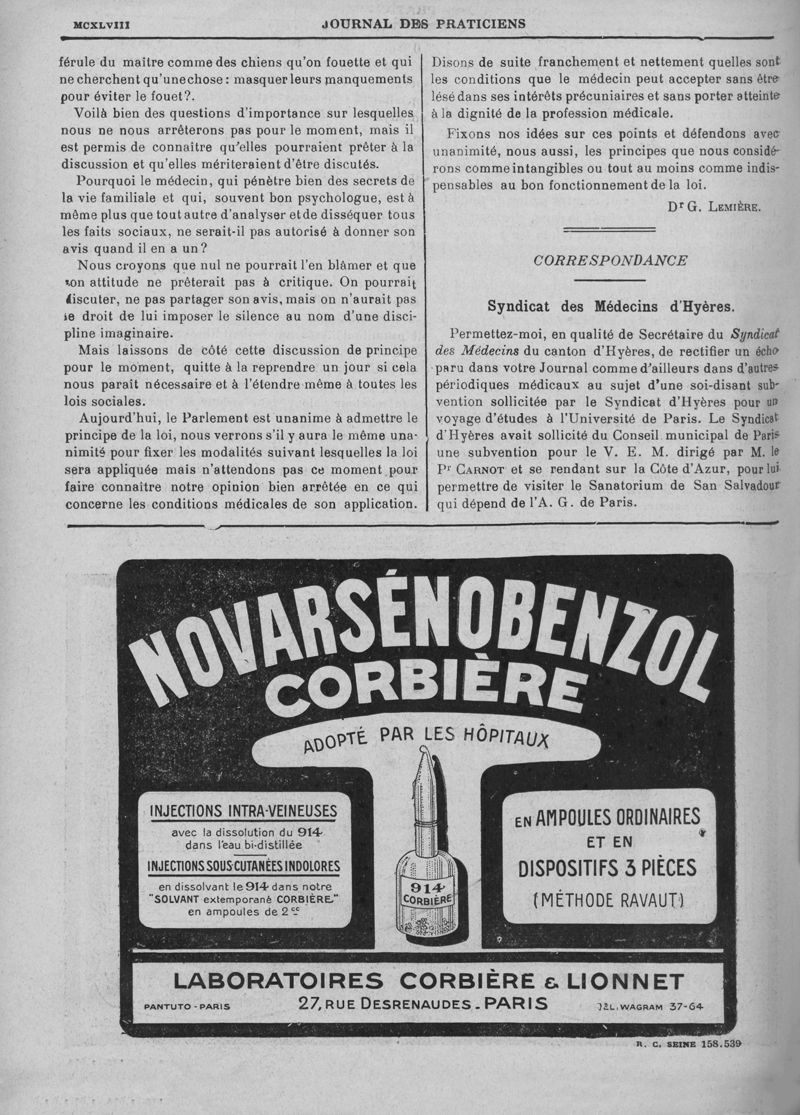 MCXLVIII
JOURNAL DES PRATICIENS
férule du maître comme des chiens qu'on fouette et qui
ne cherchent qu'une chose : masquer leurs manquements
pour éviter le fouet?.
Voilà bien des questions d'importance sur lesquelles
nous ne nous arrêterons pas pour le moment, mais il
est permis de connaître qu'elles pourraient prêter à la
discussion et qu'elles mériteraient d'être discutés.
Pourquoi le médecin, qui pénètre bien des secrets de
la vie familiale et qui, souvent bon psychologue, est à
même plus que tout autre d'analyser et de disséquer tous
les faits sociaux, ne serait-il pas autorisé à donner son
avis quand il en a un?
Nous croyons que nul ne pourrait l'en blâmer et que
son attitude ne prêterait pas à critique. On pourrait
discuter, ne pas partager son avis, mais on n'aurait pas
le droit de lui imposer le silence au nom d'une disci-
pline imaginaire.
Mais laissons de côté cette discussion de principe
pour le moment, quitte à la reprendre un jour si cela
nous paraît nécessaire et à l'étendre même à toutes les
lois sociales.
Aujourd'hui, le Parlement est unanime à admettre le
principe de la loi, nous verrons s'il y aura le même una-
nimité pour fixer les modalités suivant lesquelles la loi
sera appliquée mais n'attendons pas ce moment pour
faire connaître notre opinion bien arrêtée en ce qui
concerne les conditions médicales de son application.
Disons de suite franchement et nettement quelles sont
les conditions que le médecin peut accepter sans être
lésé dans ses intérêts précuniaires et sans porter atteinte
à la dignité de la profession médicale.
Fixons nos idées sur ces points et défendons avec
unanimité, nous aussi, les principes que nous considé-
rons comme intangibles ou tout au moins comme indis-
pensables au bon fonctionnement de la loi.
Dr G. LEMIÈRE.
CORRESPONDANCE
Syndicat des Médecins d'Hyères.
Permettez-moi, en qualité de Secrétaire du Syndicat
des Médecins du canton d'Hyères, de rectifier un écho
paru dans votre Journal comme d'ailleurs dans d'autres
périodiques médicaux au sujet d'une soi-disant sub-
vention sollicitée par le Syndicat d'Hyères pour un
voyage d'études à l'Université de Paris. Le Syndicat
d'Hyères avait sollicité du Conseil municipal de Paris
une subvention pour le V. E. M. dirigé par M. le
Pr CARNOT et se rendant sur la Côte d'Azur, pour lui
permettre de visiter le Sanatorium de San Salvadour
qui dépend de l'A. G. de Paris.
NOVARSÉNOBENZOL
CORBIÈRE
ADOPTÉ PAR LES HÔPITAUX
INJECTIONS INTRA-VEINEUSES
avec la dissolution du 914
dans l'eau bi-distillée
INJECTIONS SOUS-CUTANÉES INDOLORES
en dissolvant le 914 dans notre
"SOLVANT extemporané CORBIÈRE"
en ampoules de 2cc
914
CORBIÈRE
EN AMPOULES ORDINAIRES
ET EN
DISPOSITIFS 3 PIÈCES
(MÉTHODE RAVAUT)
LABORATOIRES CORBIÈRE & LIONNET
PANTUTO - PARIS
27, RUE DESRENAUDES - PARIS
TÉL. WAGRAM 37-64
R. C. SEINE 158.539